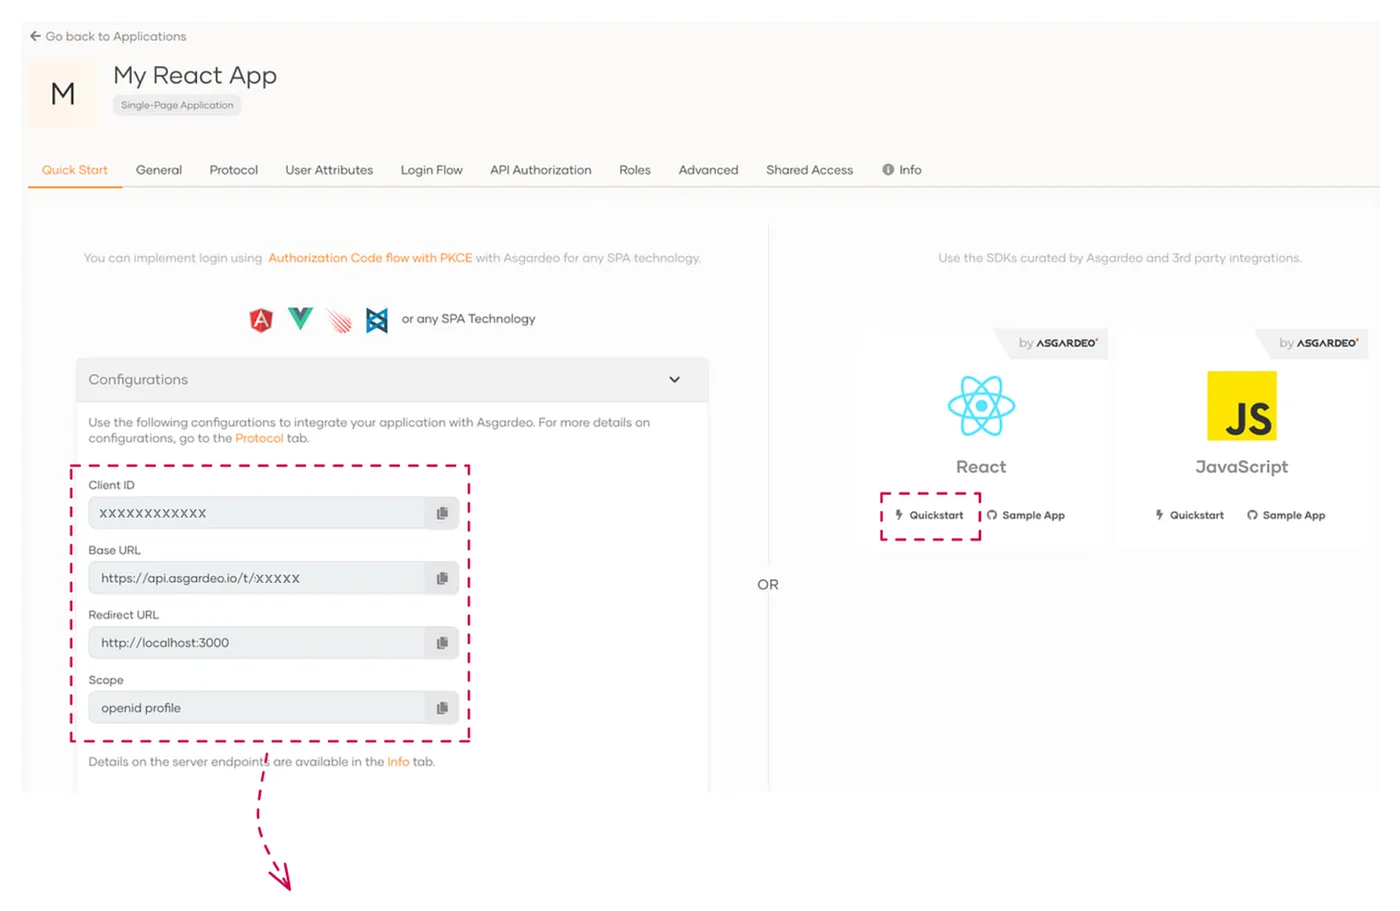 Go back to Applications
M
My React App
Single-Page Application
Quick Start General Protocol User Attributes Login Flow API Authorization Roles Advanced Shared Access Info
You can implement login using Authorization Code flow with PKCE with Asgardeo for any SPA technology.
or any SPA Technology
Configurations
Use the following configurations to integrate your application with Asgardeo. For more details on
configurations, go to the Protocol tab.
Client ID
XXXXXXXXXXXX
Base URL
https://api.asgardeo.io/t/XXXXX
Redirect URL
http://localhost:3000
Scope
openid profile
Details on the server endpoints are available in the Info tab.
OR
Use the SDKs curated by Asgardeo and 3rd party integrations.
by ASGARDEO
React
Quickstart Sample App
by ASGARDEO
JS
JavaScript
Quickstart Sample App